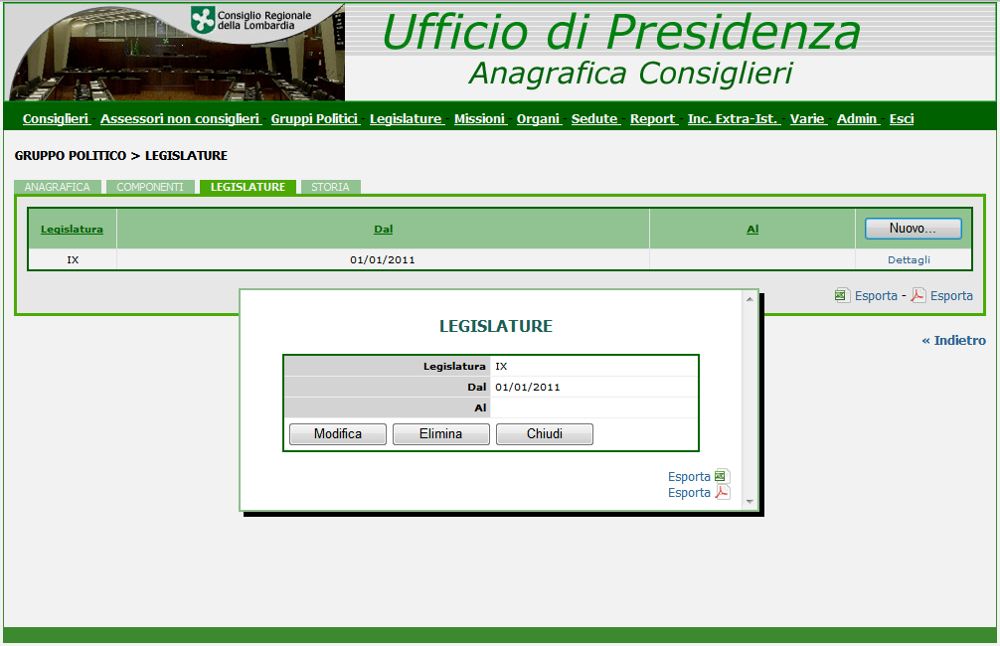 Consiglio Regionale
della Lombardia
Ufficio di Presidenza
Anagrafica Consiglieri
Consiglieri - Assessori non consiglieri - Gruppi Politici - Legislature - Missioni - Organi - Sedute - Report - Inc. Extra-Ist. - Varie - Admin - Esci
GRUPPO POLITICO > LEGISLATURE
ANAGRAFICA COMPONENTI LEGISLATURE STORIA
Legislatura Dal Al Nuovo...
IX 01/01/2011 Dettagli
Esporta - Esporta
« Indietro
LEGISLATURE
Legislatura IX
Dal 01/01/2011
Al
Modifica Elimina Chiudi
Esporta
Esporta